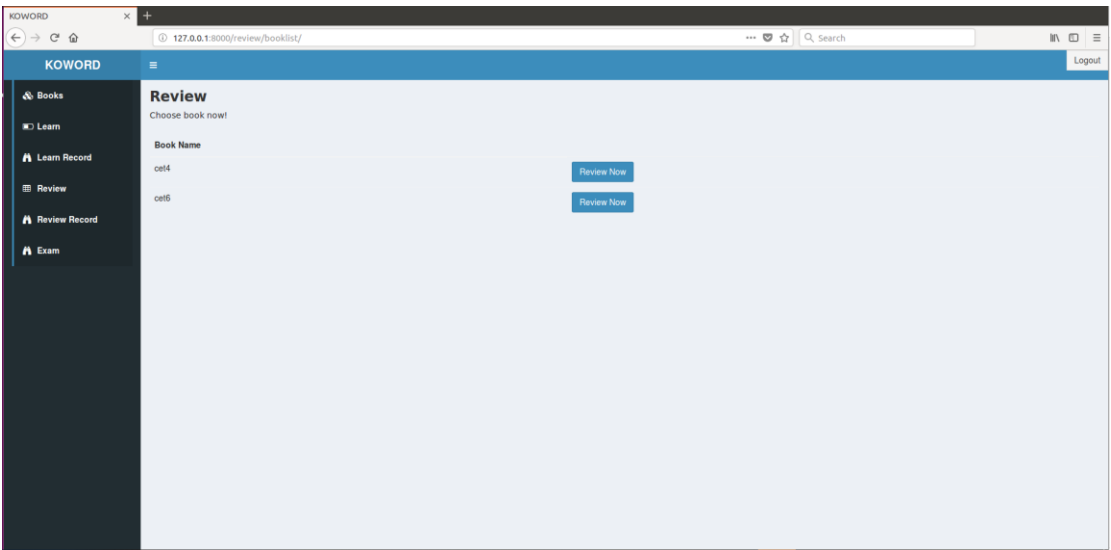 KOWORD
127.0.0.1:8000/review/booklist/
Search
KOWORD
Logout
Books
Learn
Learn Record
Review
Review Record
Exam
Review
Choose book now!
Book Name
cet4
Review Now
cet6
Review Now